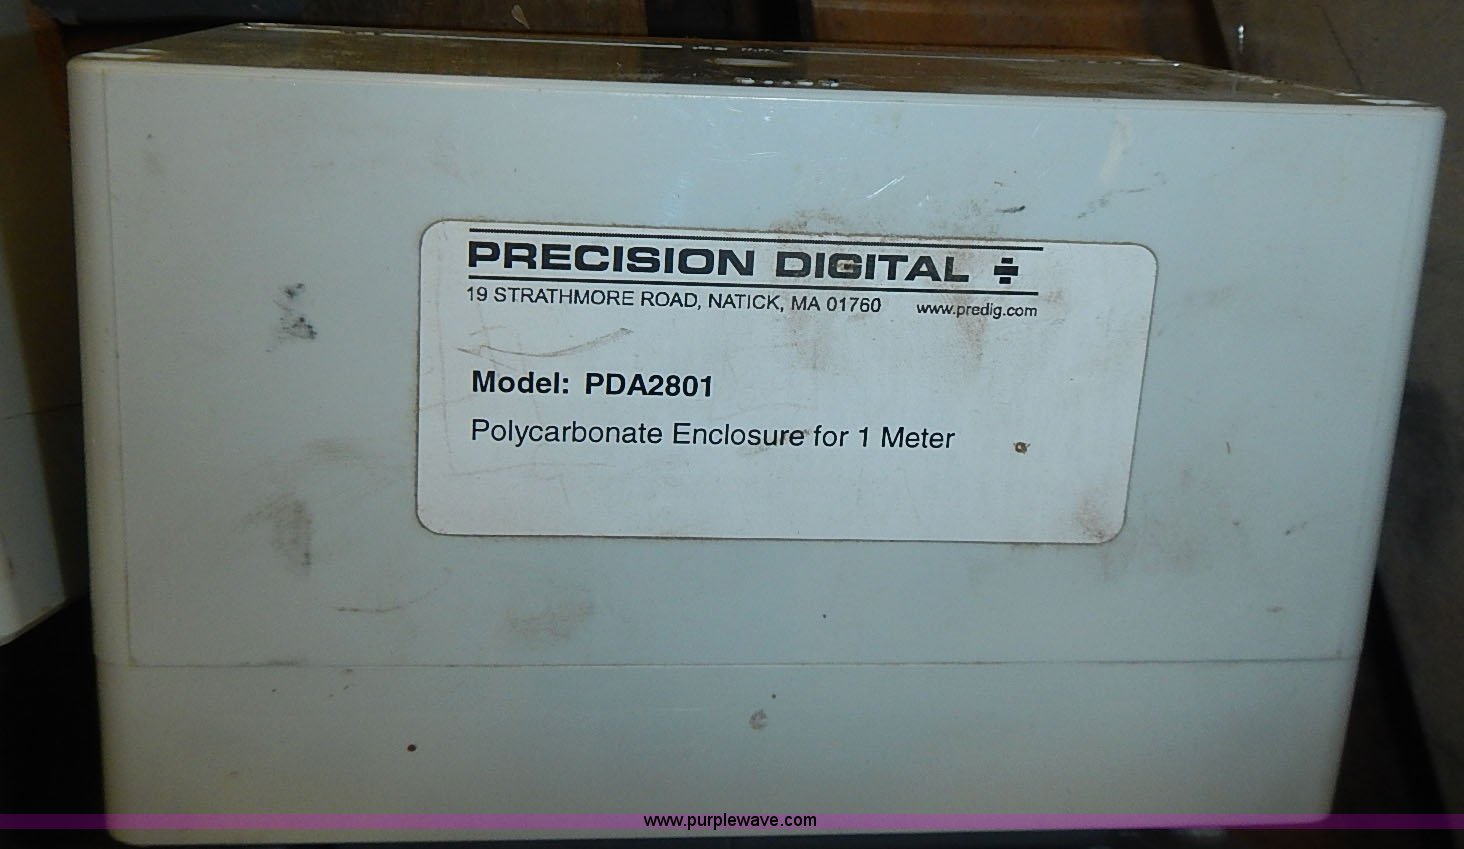 PRECISION DIGITAL
19 STRATHMORE ROAD, NATICK, MA 01760 www.predig.com
Model: PDA2801
Polycarbonate Enclosure for 1 Meter
www.purplewave.com